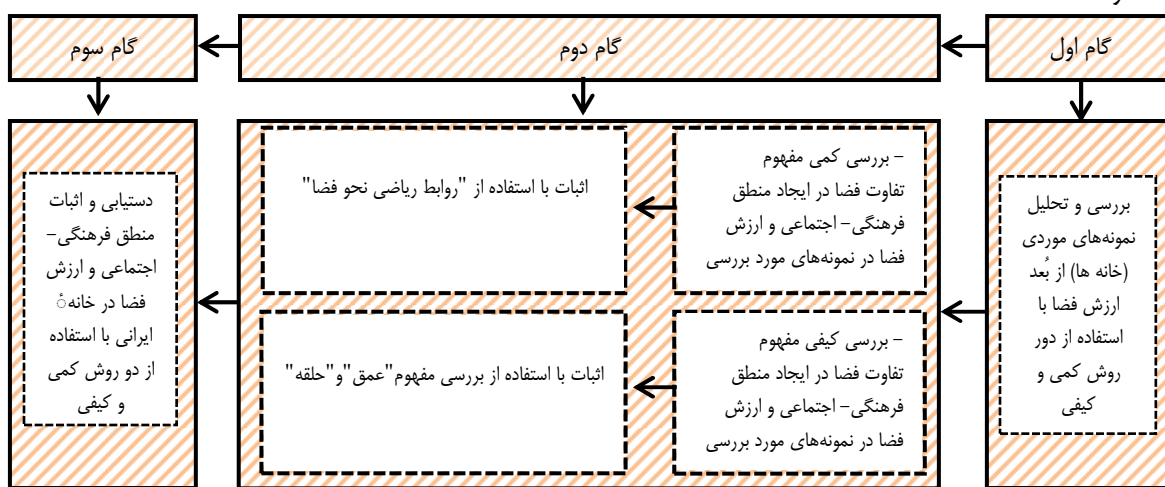 گام اول
گام دوم
گام سوم
بررسی و تحلیل
نمونه‌های موردی
(خانه ها) از بُعد
ارزش فضا با
استفاده از دور
روش کمی و
کیفی
– بررسی کمی مفهوم
تفاوت فضا در ایجاد منطق
فرهنگی– اجتماعی و ارزش
فضا در نمونه‌های مورد بررسی
اثبات با استفاده از "روابط ریاضی نحو فضا"
– بررسی کیفی مفهوم
تفاوت فضا در ایجاد منطق
فرهنگی– اجتماعی و ارزش
فضا در نمونه‌های مورد بررسی
اثبات با استفاده از بررسی مفهوم"عمق"و"حلقه"
دستیابی و اثبات
منطق فرهنگی–
اجتماعی و ارزش
فضا در خانهٔ
ایرانی با استفاده
از دو روش کمی
و کیفی